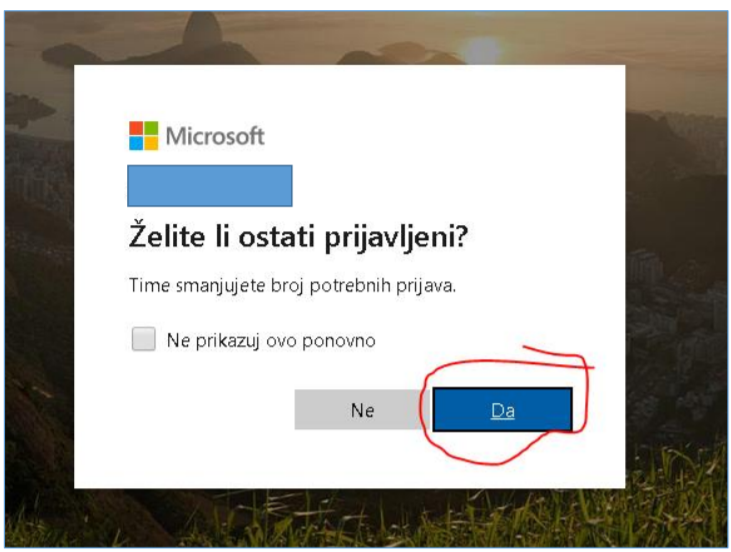 Microsoft
Želite li ostati prijavljeni?
Time smanjujete broj potrebnih prijava.
Ne prikazuj ovo ponovno
Ne
Da